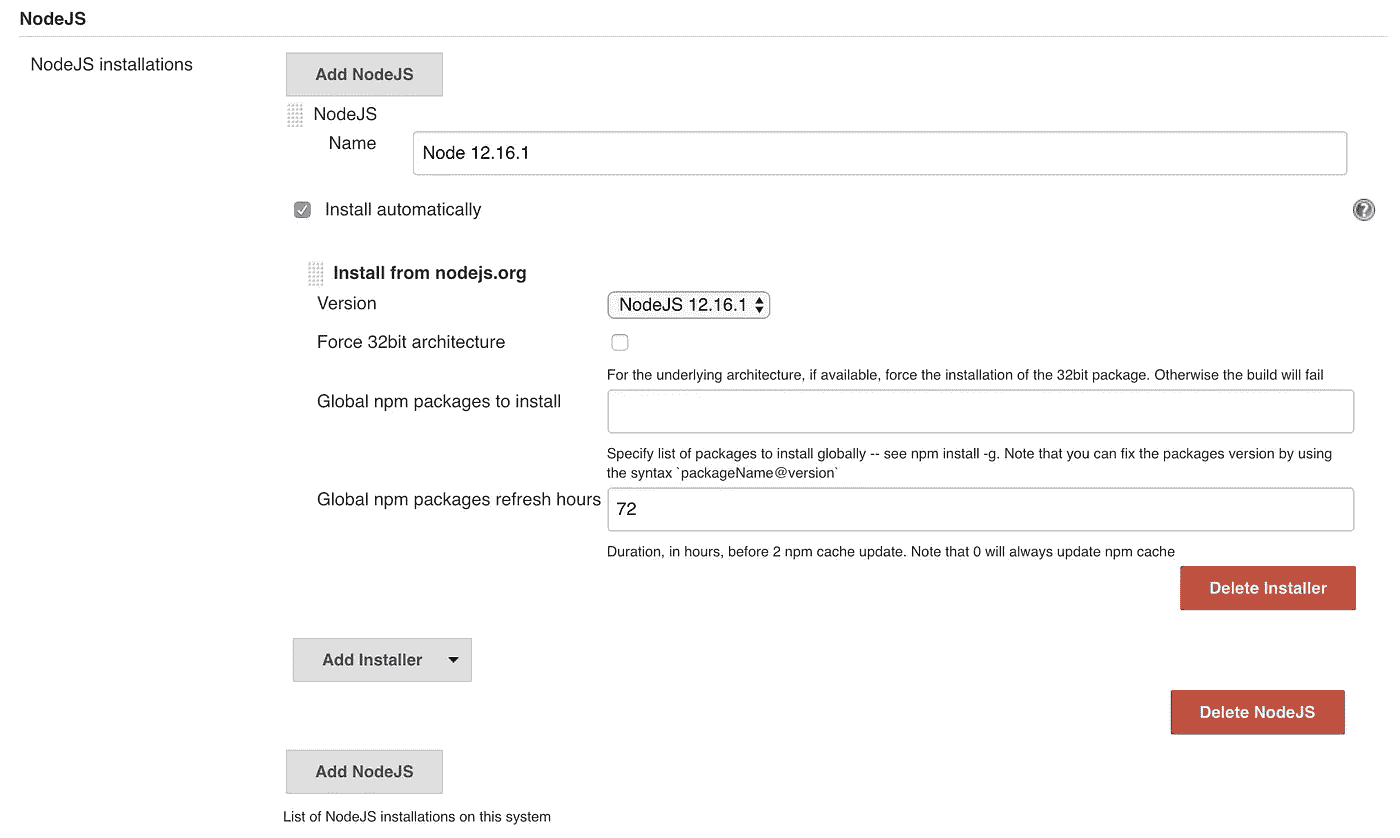 NodeJS
NodeJS installations
Add NodeJS
NodeJS
Name
Node 12.16.1
Install automatically
?
Install from nodejs.org
Version
NodeJS 12.16.1
Force 32bit architecture
For the underlying architecture, if available, force the installation of the 32bit package. Otherwise the build will fail
Global npm packages to install
Specify list of packages to install globally -- see npm install -g. Note that you can fix the packages version by using
the syntax `packageName@version`
Global npm packages refresh hours
72
Duration, in hours, before 2 npm cache update. Note that 0 will always update npm cache
Delete Installer
Add Installer
Delete NodeJS
Add NodeJS
List of NodeJS installations on this system